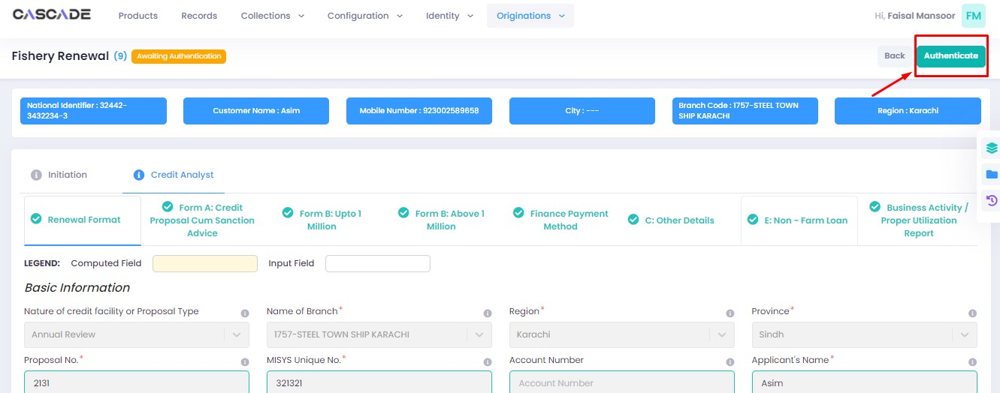 CASCADE
Products Records Collections Configuration Identity Originations Hi, Faisal Mansoor FM
Fishery Renewal (9) Awaiting Authentication Back Authenticate
National Identifier : 32442-
3432234-3
Customer Name : Asim
Mobile Number : 923002589658
City : ---
Branch Code : 1757-STEEL TOWN
SHIP KARACHI
Region : Karachi
Initiation Credit Analyst
Renewal Format
Form A: Credit
Proposal Cum Sanction
Advice
Form B: Upto 1
Million
Form B: Above 1
Million
Finance Payment
Method
C: Other Details
E: Non - Farm Loan
Business Activity /
Proper Utilization
Report
LEGEND: Computed Field Input Field
Basic Information
Nature of credit facility or Proposal Type Name of Branch* Region* Province*
Annual Review 1757-STEEL TOWN SHIP KARACHI Karachi Sindh
Proposal No.* MISYS Unique No.* Account Number Applicant's Name*
2131 321321 Account Number Asim